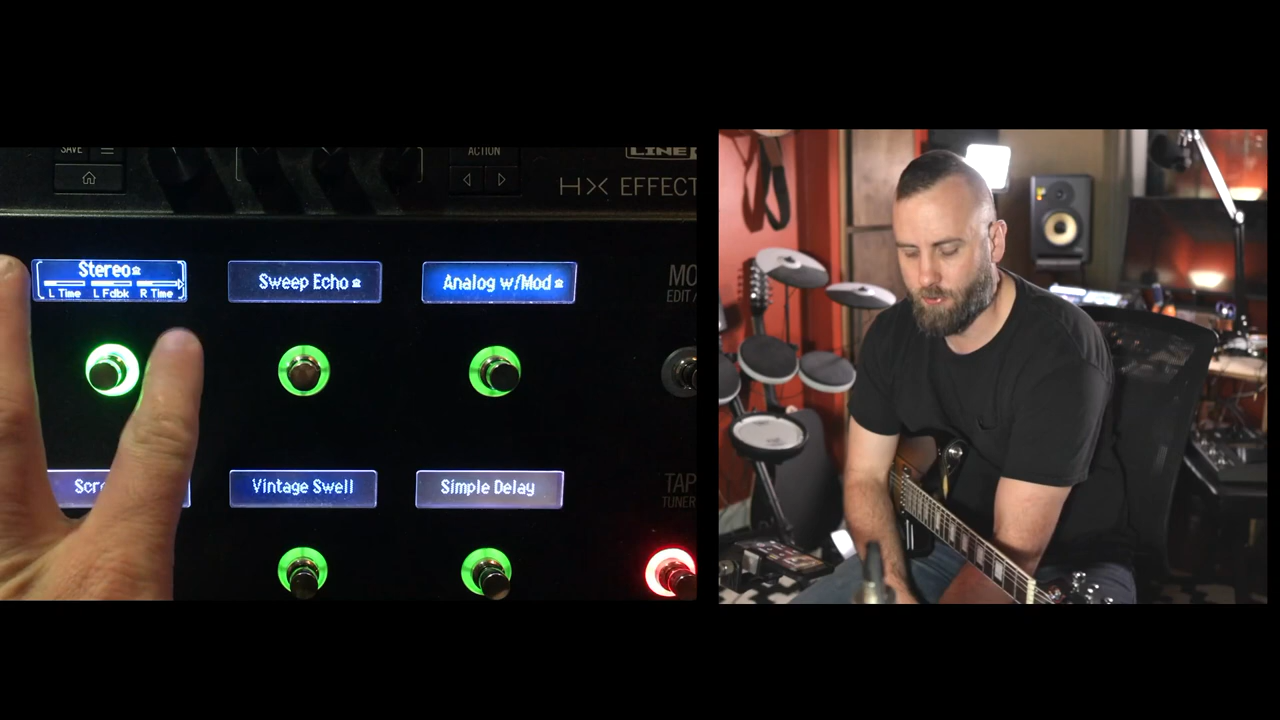 SAVE
ACTION
LINE
HX EFFECT
Stereo
L Time L Fdbk R Time
Sweep Echo
Analog w/Mod
MO
EDIT /
Scre
Vintage Swell
Simple Delay
TAP
TUNER